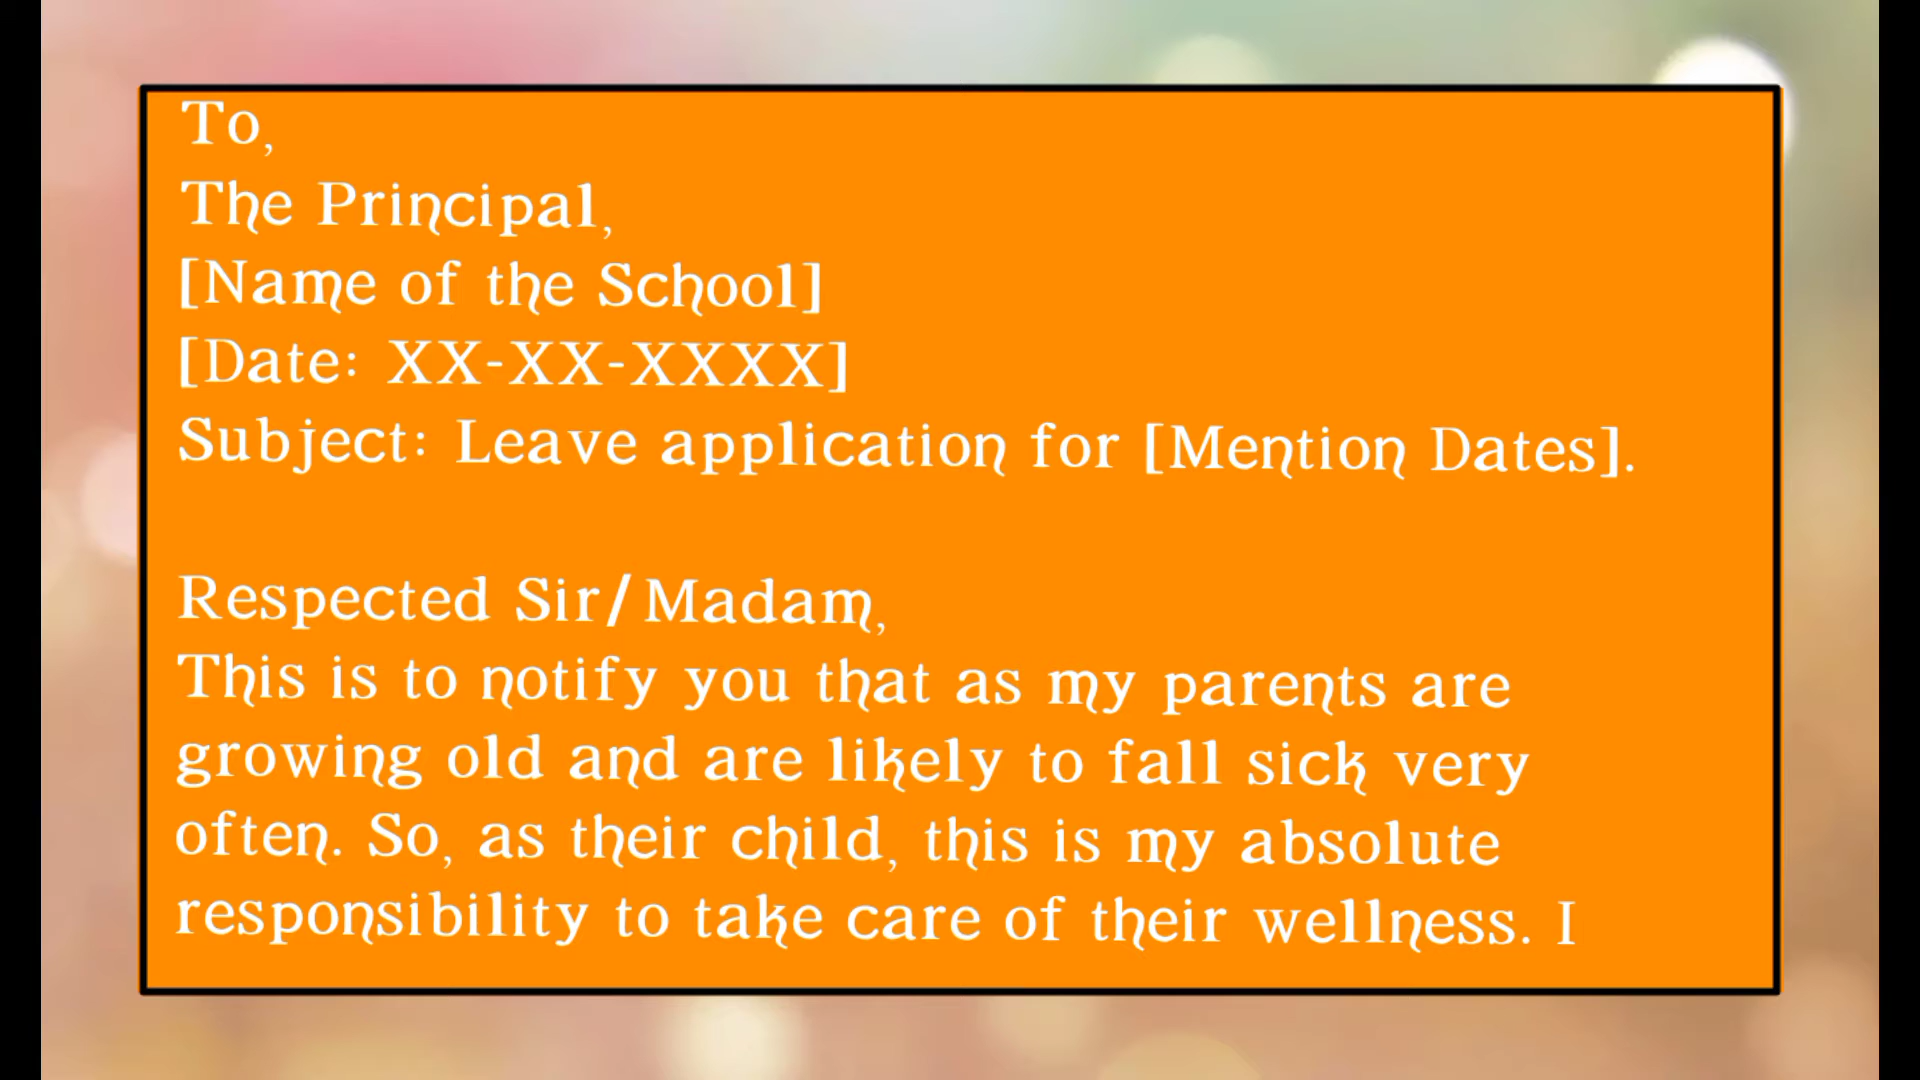 To,
The Principal,
[Name of the School]
[Date: XX-XX-XXXX]
Subject: Leave application for [Mention Dates].
Respected Sir/Madam,
This is to notify you that as my parents are
growing old and are likely to fall sick very
often. So, as their child, this is my absolute
responsibility to take care of their wellness. I